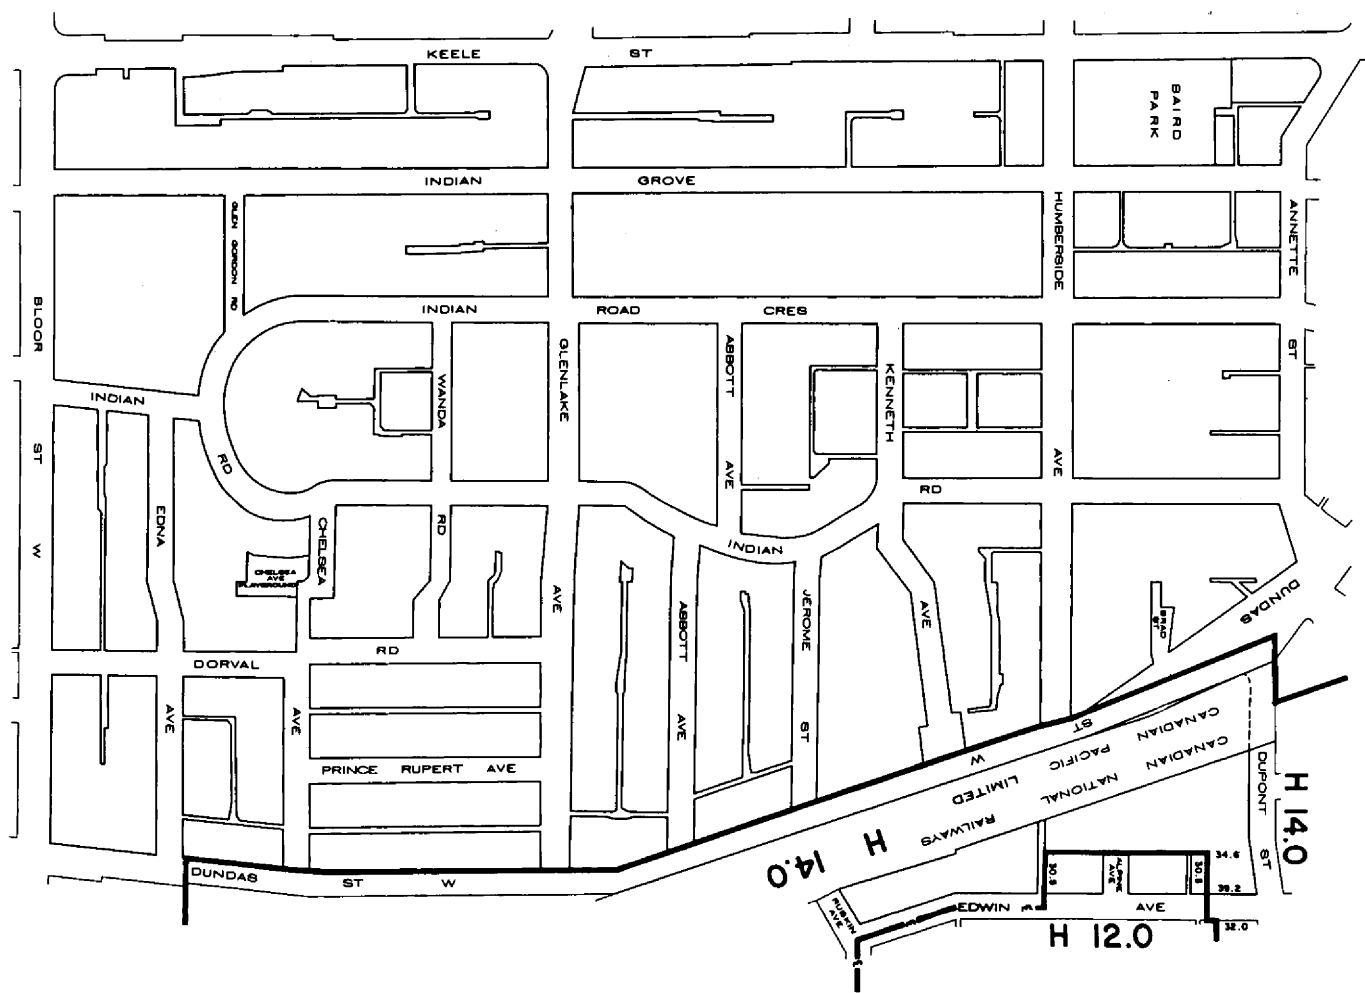 KEELE ST
BAIRD
PARK
INDIAN GROVE
GLEN GORDON RD
HUMBERSIDE
AVE
ANNETTE
ST
BLOOR
ST
W
INDIAN ROAD CRES
GLENLAKE
AVE
ABBOTT
AVE
KENNETH
AVE
WANDA
RD
INDIAN
RD
EDNA
AVE
CHELSEA
AVE
CHELSEA
AVE
PLAYGROUND
RD
INDIAN
ABBOTT
AVE
JEROME
ST
BRAD
ST
DUNDAS
ST
W
DORVAL RD
PRINCE RUPERT AVE
CANADIAN PACIFIC LIMITED
CANADIAN NATIONAL RAILWAYS
DUPONT
ST
H 14.0
H 14.0
DUNDAS ST W
RUSKIN
AVE
EDWIN AVE
ALPINE
AVE
30.5
30.5
34.6
39.2
32.0
H 12.0